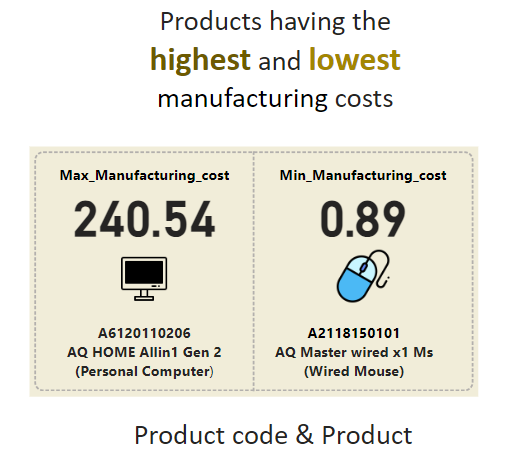 Products having the
highest and lowest
manufacturing costs
Max_Manufacturing_cost
240.54
A6120110206
AQ HOME Allin1 Gen 2
(Personal Computer)
Min_Manufacturing_cost
0.89
A2118150101
AQ Master wired x1 Ms
(Wired Mouse)
Product code & Product